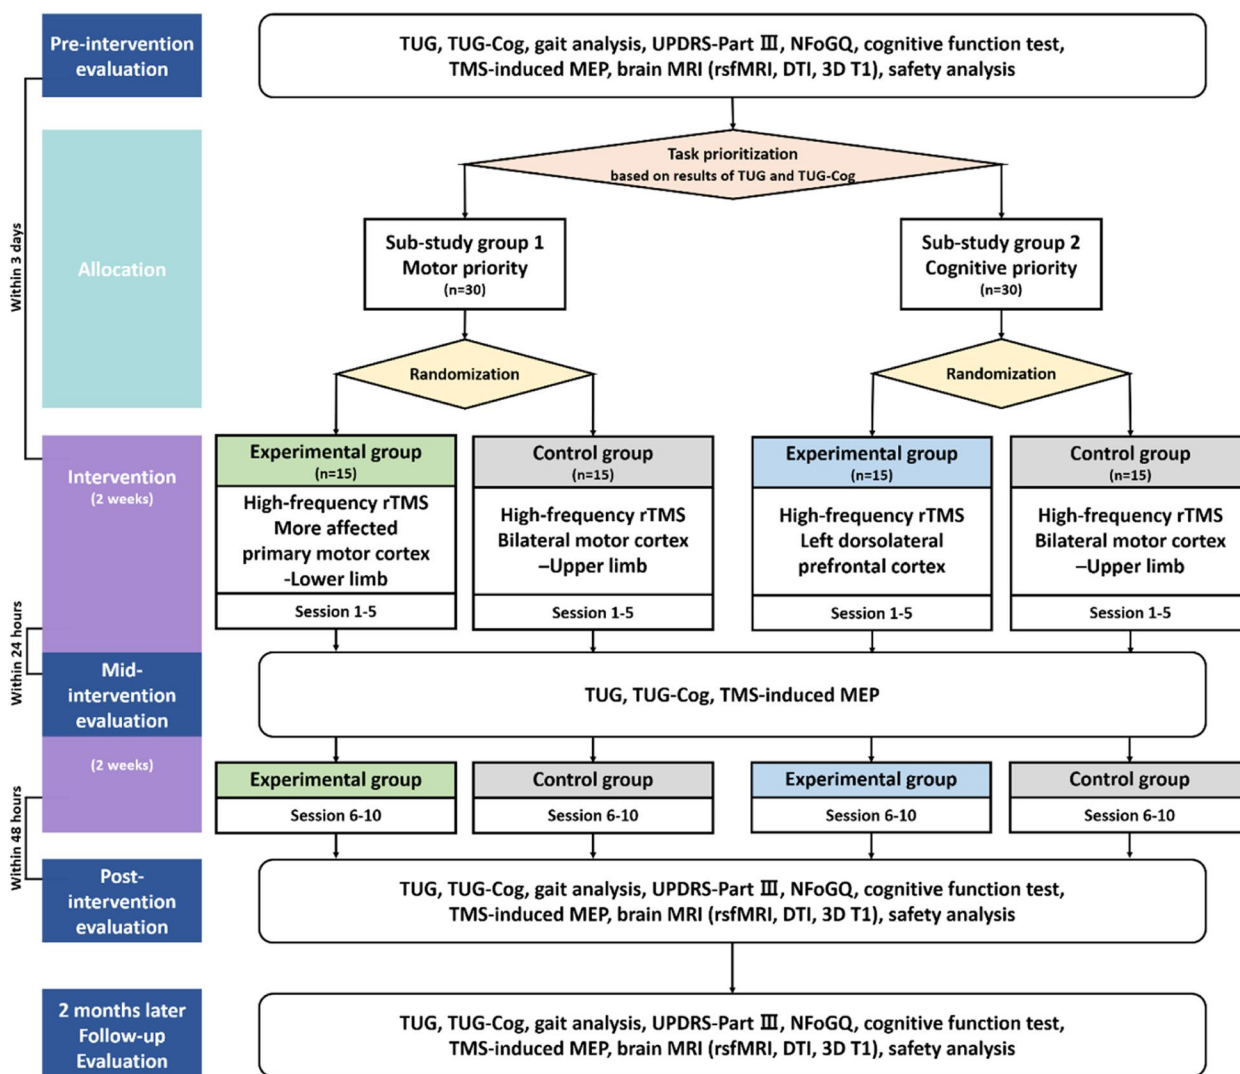 Pre-intervention
evaluation
TUG, TUG-Cog, gait analysis, UPDRS-Part Ⅲ, NFoGQ, cognitive function test,
TMS-induced MEP, brain MRI (rsfMRI, DTI, 3D T1), safety analysis
Within 3 days
Allocation
Task prioritization
based on results of TUG and TUG-Cog
Sub-study group 1
Motor priority
(n=30)
Sub-study group 2
Cognitive priority
(n=30)
Randomization
Randomization
Intervention
(2 weeks)
Experimental group
(n=15)
High-frequency rTMS
More affected
primary motor cortex
-Lower limb
Session 1-5
Control group
(n=15)
High-frequency rTMS
Bilateral motor cortex
–Upper limb
Session 1-5
Experimental group
(n=15)
High-frequency rTMS
Left dorsolateral
prefrontal cortex
Session 1-5
Control group
(n=15)
High-frequency rTMS
Bilateral motor cortex
–Upper limb
Session 1-5
Within 24 hours
Mid-
intervention
evaluation
TUG, TUG-Cog, TMS-induced MEP
(2 weeks)
Experimental group
Session 6-10
Control group
Session 6-10
Experimental group
Session 6-10
Control group
Session 6-10
Within 48 hours
Post-
intervention
evaluation
TUG, TUG-Cog, gait analysis, UPDRS-Part Ⅲ, NFoGQ, cognitive function test,
TMS-induced MEP, brain MRI (rsfMRI, DTI, 3D T1), safety analysis
2 months later
Follow-up
Evaluation
TUG, TUG-Cog, gait analysis, UPDRS-Part Ⅲ, NFoGQ, cognitive function test,
TMS-induced MEP, brain MRI (rsfMRI, DTI, 3D T1), safety analysis